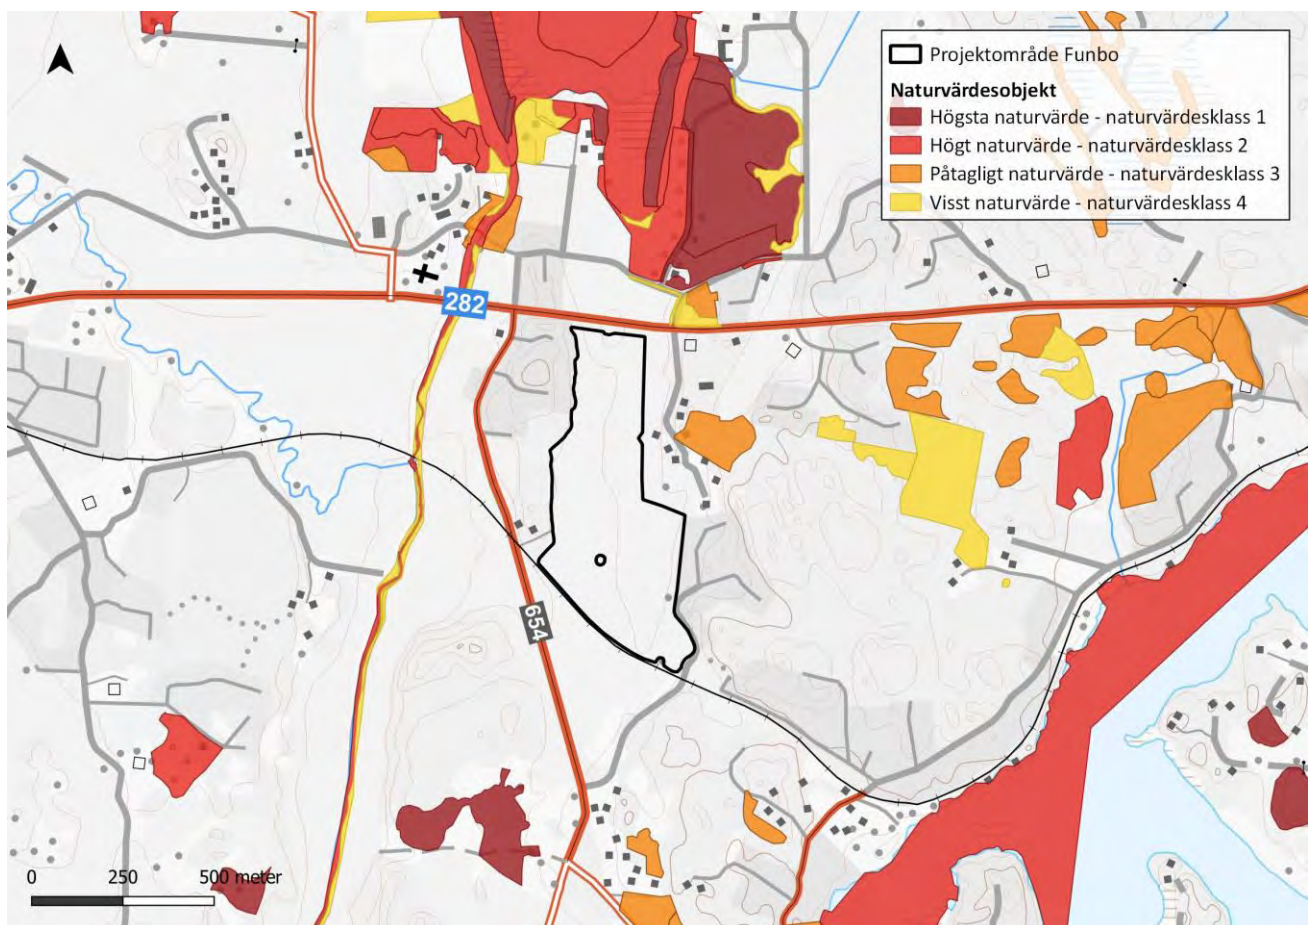 Projektområde Funbo
Naturvärdesobjekt
Högsta naturvärde - naturvärdesklass 1
Högt naturvärde - naturvärdesklass 2
Påtagligt naturvärde - naturvärdesklass 3
Visst naturvärde - naturvärdesklass 4
282
654
0 250 500 meter